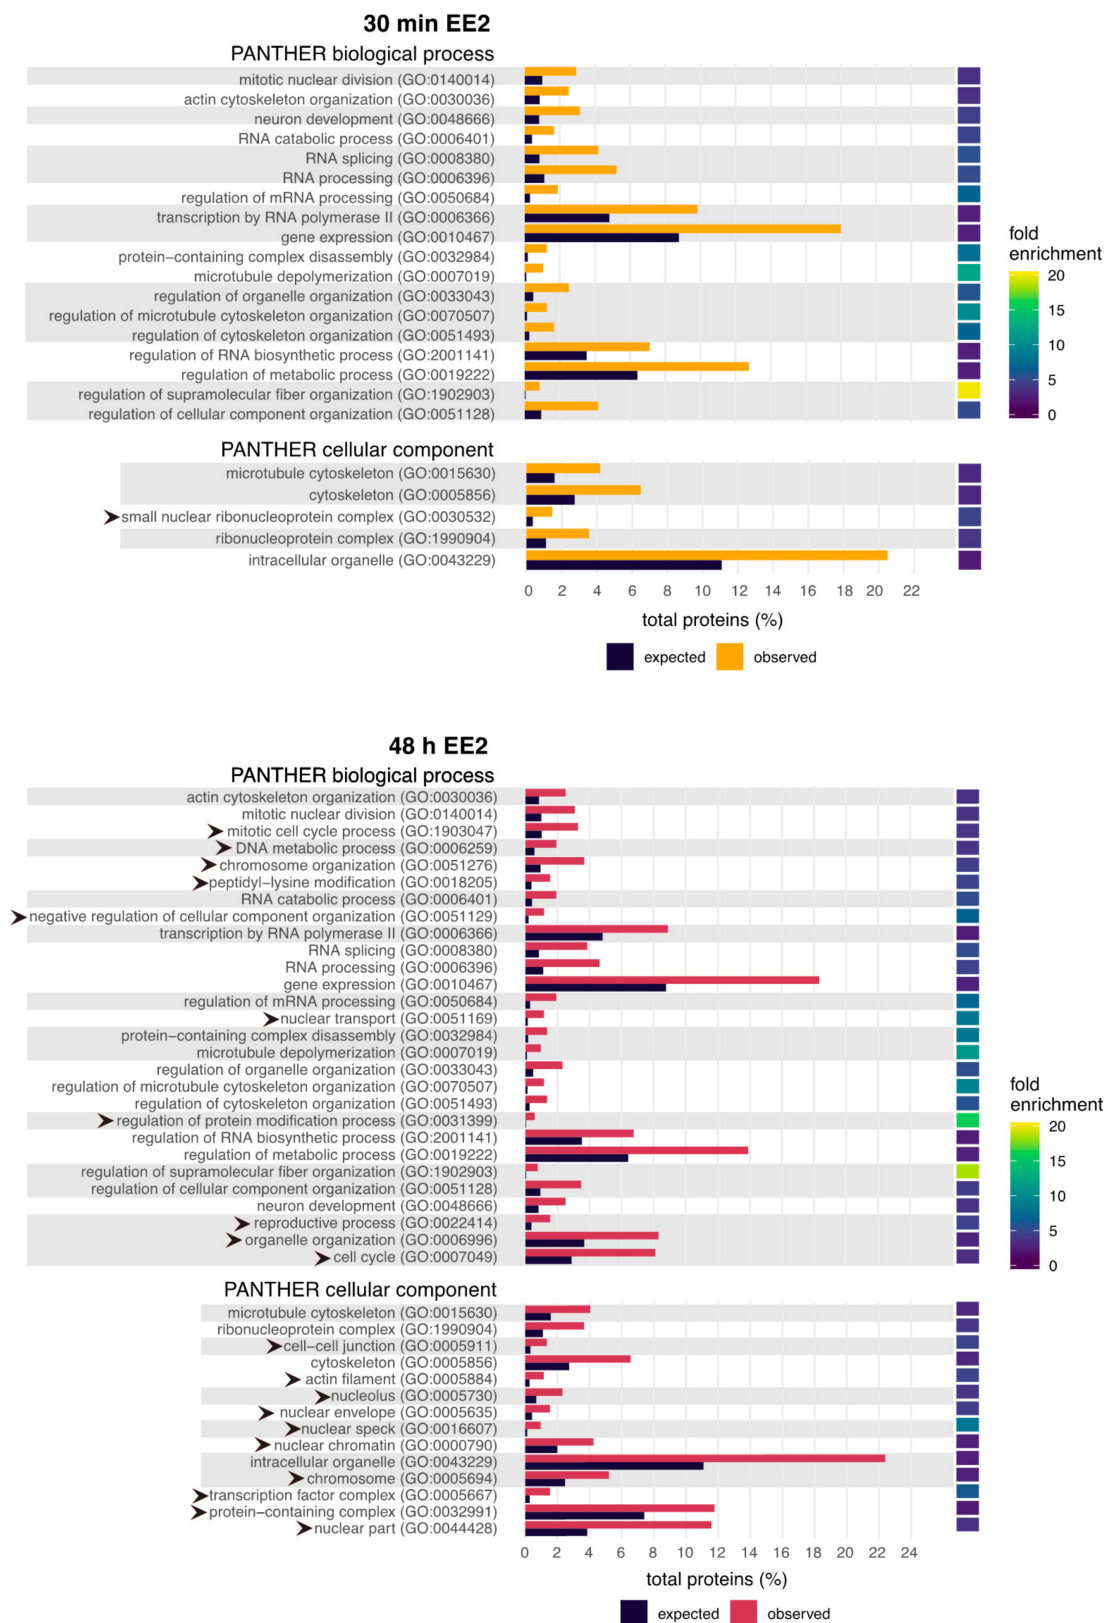 30 min EE2
PANTHER biological process
mitotic nuclear division (GO:0140014)
actin cytoskeleton organization (GO:0030036)
neuron development (GO:0048666)
RNA catabolic process (GO:0006401)
RNA splicing (GO:0008380)
RNA processing (GO:0006396)
regulation of mRNA processing (GO:0050684)
transcription by RNA polymerase II (GO:0006366)
gene expression (GO:0010467)
protein−containing complex disassembly (GO:0032984)
microtubule depolymerization (GO:0007019)
regulation of organelle organization (GO:0033043)
regulation of microtubule cytoskeleton organization (GO:0070507)
regulation of cytoskeleton organization (GO:0051493)
regulation of RNA biosynthetic process (GO:2001141)
regulation of metabolic process (GO:0019222)
regulation of supramolecular fiber organization (GO:1902903)
regulation of cellular component organization (GO:0051128)
fold
enrichment
20
15
10
5
0
PANTHER cellular component
microtubule cytoskeleton (GO:0015630)
cytoskeleton (GO:0005856)
small nuclear ribonucleoprotein complex (GO:0030532)
ribonucleoprotein complex (GO:1990904)
intracellular organelle (GO:0043229)
0 2 4 6 8 10 12 14 16 18 20 22
total proteins (%)
expected observed
48 h EE2
PANTHER biological process
actin cytoskeleton organization (GO:0030036)
mitotic nuclear division (GO:0140014)
mitotic cell cycle process (GO:1903047)
DNA metabolic process (GO:0006259)
chromosome organization (GO:0051276)
peptidyl−lysine modification (GO:0018205)
RNA catabolic process (GO:0006401)
negative regulation of cellular component organization (GO:0051129)
transcription by RNA polymerase II (GO:0006366)
RNA splicing (GO:0008380)
RNA processing (GO:0006396)
gene expression (GO:0010467)
regulation of mRNA processing (GO:0050684)
nuclear transport (GO:0051169)
protein−containing complex disassembly (GO:0032984)
microtubule depolymerization (GO:0007019)
regulation of organelle organization (GO:0033043)
regulation of microtubule cytoskeleton organization (GO:0070507)
regulation of cytoskeleton organization (GO:0051493)
regulation of protein modification process (GO:0031399)
regulation of RNA biosynthetic process (GO:2001141)
regulation of metabolic process (GO:0019222)
regulation of supramolecular fiber organization (GO:1902903)
regulation of cellular component organization (GO:0051128)
neuron development (GO:0048666)
reproductive process (GO:0022414)
organelle organization (GO:0006996)
cell cycle (GO:0007049)
fold
enrichment
20
15
10
5
0
PANTHER cellular component
microtubule cytoskeleton (GO:0015630)
ribonucleoprotein complex (GO:1990904)
cell−cell junction (GO:0005911)
cytoskeleton (GO:0005856)
actin filament (GO:0005884)
nucleolus (GO:0005730)
nuclear envelope (GO:0005635)
nuclear speck (GO:0016607)
nuclear chromatin (GO:0000790)
intracellular organelle (GO:0043229)
chromosome (GO:0005694)
transcription factor complex (GO:0005667)
protein−containing complex (GO:0032991)
nuclear part (GO:0044428)
0 2 4 6 8 10 12 14 16 18 20 22 24
total proteins (%)
expected observed